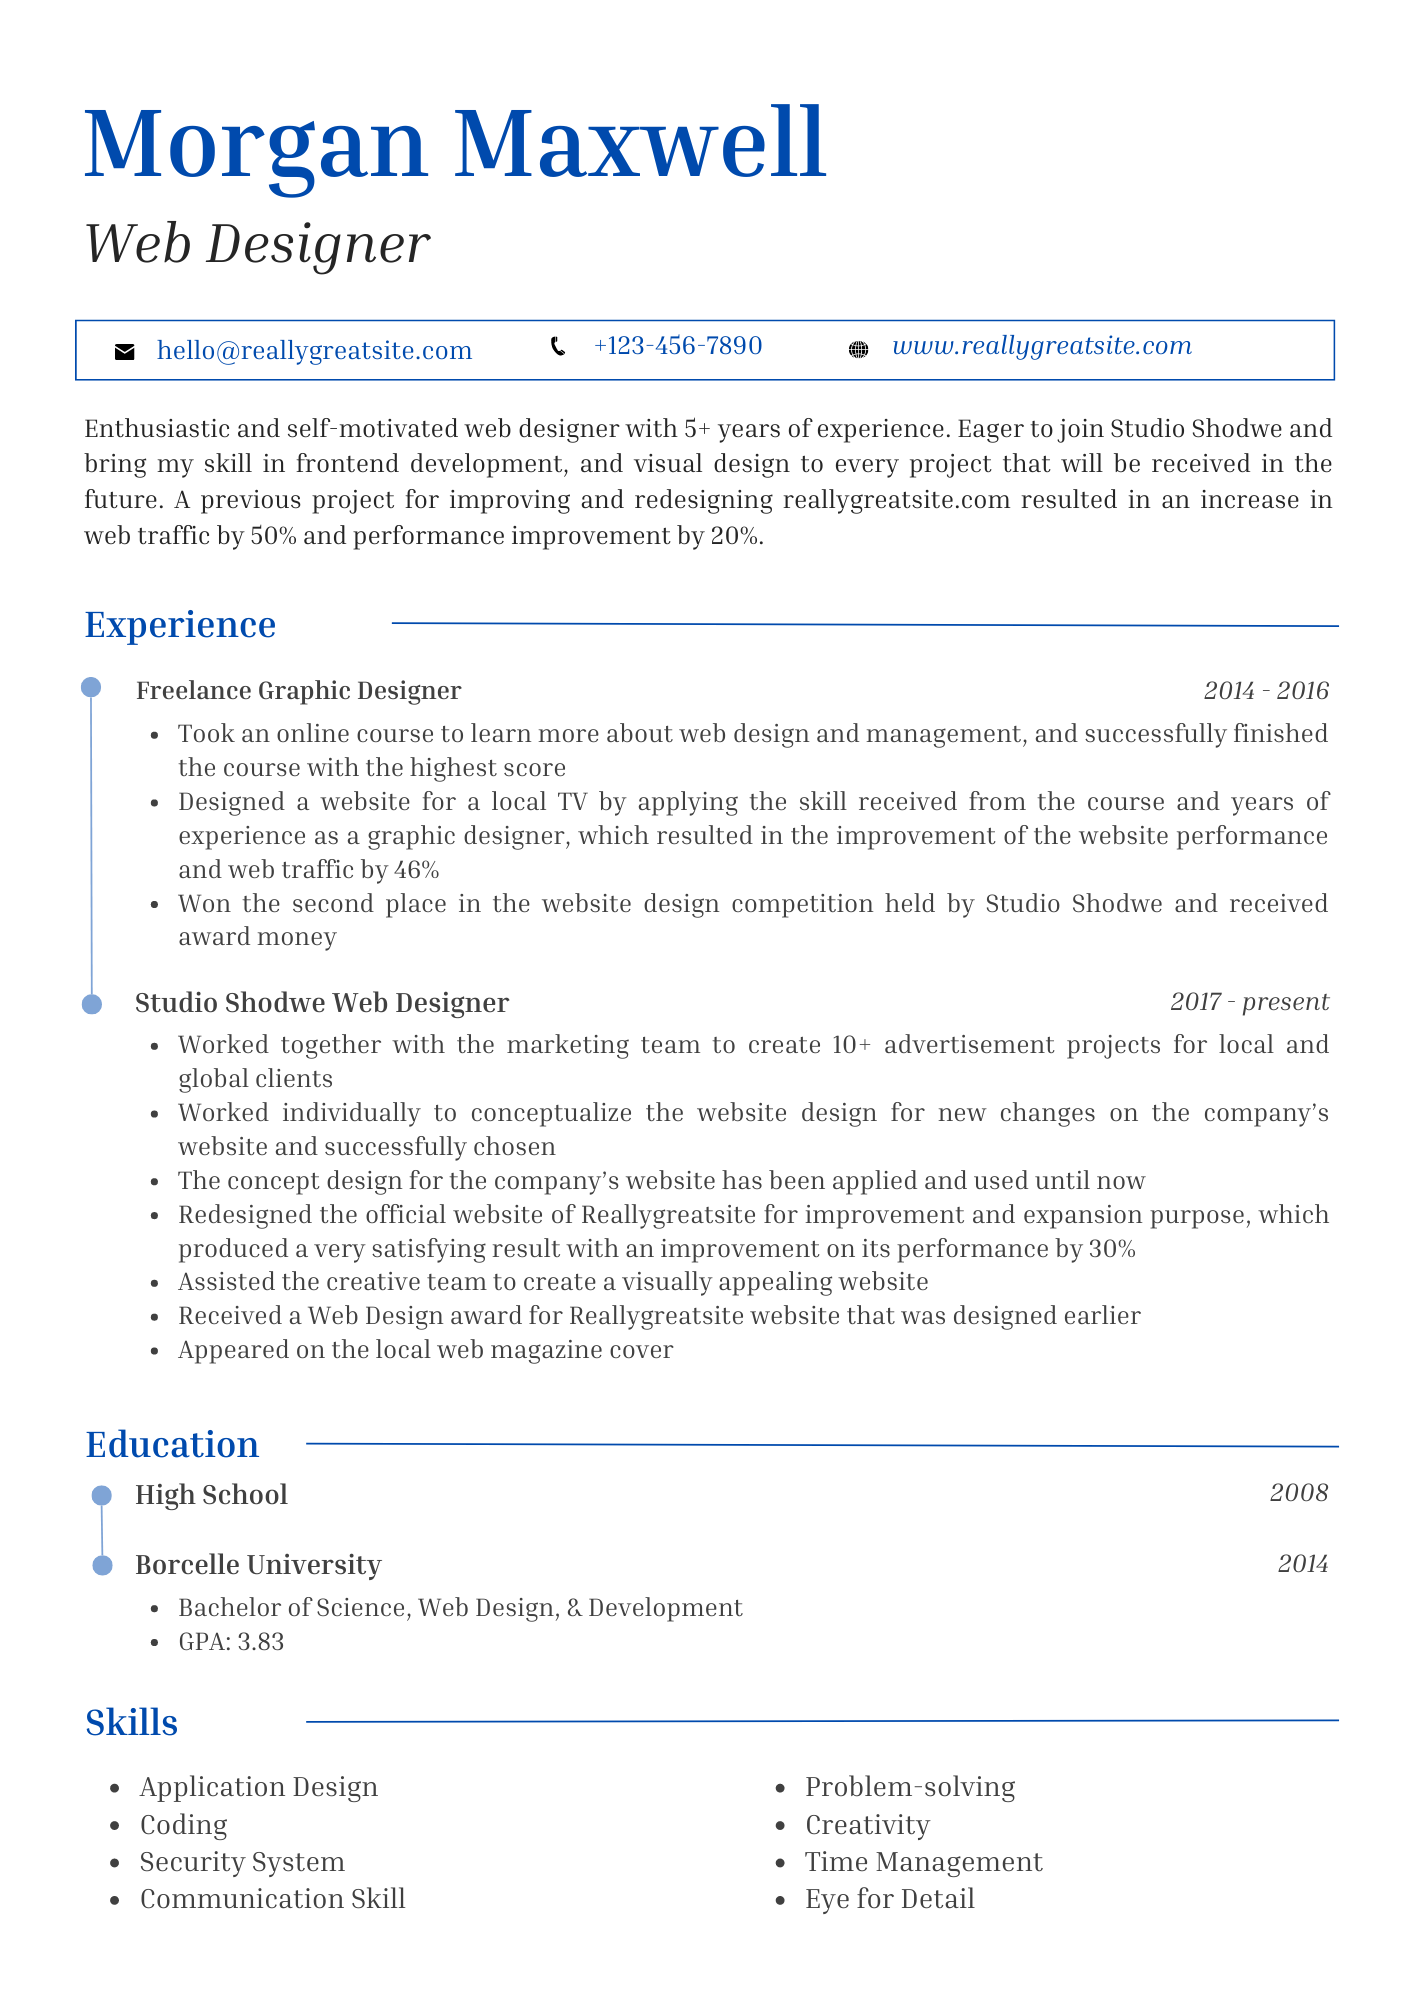 Morgan Maxwell
Web Designer
hello@reallygreatsite.com +123-456-7890 www.reallygreatsite.com
Enthusiastic and self-motivated web designer with 5+ years of experience. Eager to join Studio Shodwe and
bring my skill in frontend development, and visual design to every project that will be received in the
future. A previous project for improving and redesigning reallygreatsite.com resulted in an increase in
web traffic by 50% and performance improvement by 20%.
Experience
Freelance Graphic Designer 2014 - 2016
• Took an online course to learn more about web design and management, and successfully finished
the course with the highest score
• Designed a website for a local TV by applying the skill received from the course and years of
experience as a graphic designer, which resulted in the improvement of the website performance
and web traffic by 46%
• Won the second place in the website design competition held by Studio Shodwe and received
award money
Studio Shodwe Web Designer 2017 - present
• Worked together with the marketing team to create 10+ advertisement projects for local and
global clients
• Worked individually to conceptualize the website design for new changes on the company’s
website and successfully chosen
• The concept design for the company’s website has been applied and used until now
• Redesigned the official website of Reallygreatsite for improvement and expansion purpose, which
produced a very satisfying result with an improvement on its performance by 30%
• Assisted the creative team to create a visually appealing website
• Received a Web Design award for Reallygreatsite website that was designed earlier
• Appeared on the local web magazine cover
Education
High School 2008
Borcelle University 2014
• Bachelor of Science, Web Design, & Development
• GPA: 3.83
Skills
• Application Design
• Coding
• Security System
• Communication Skill
• Problem-solving
• Creativity
• Time Management
• Eye for Detail